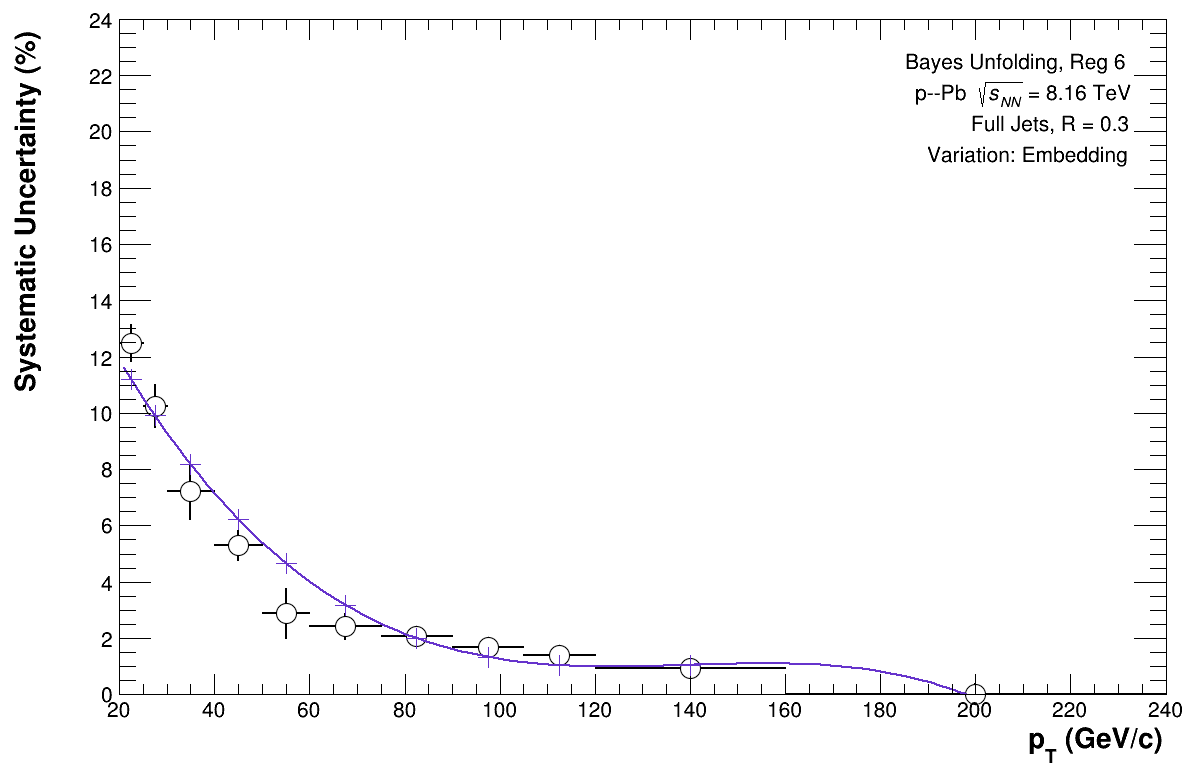 Systematic Uncertainty (%)
24
22
20
18
16
14
12
10
8
6
4
2
0
Bayes Unfolding, Reg 6
p--Pb √sNN = 8.16 TeV
Full Jets, R = 0.3
Variation: Embedding
20 40 60 80 100 120 140 160 180 200 220 240
pT (GeV/c)